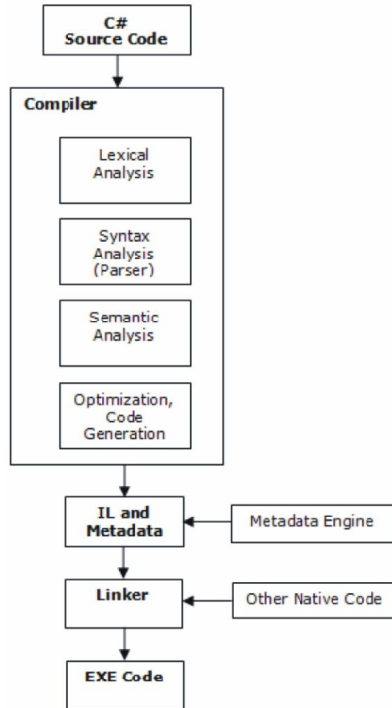 C#
Source Code
Compiler
Lexical
Analysis
Syntax
Analysis
(Parser)
Semantic
Analysis
Optimization,
Code
Generation
IL and
Metadata
Metadata Engine
Linker
Other Native Code
EXE Code